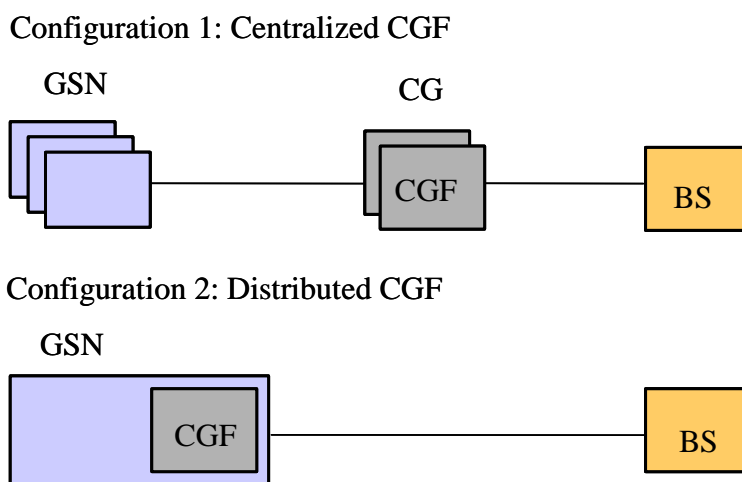 Configuration 1: Centralized CGF
GSN
CG
CGF
BS
Configuration 2: Distributed CGF
GSN
CGF
BS